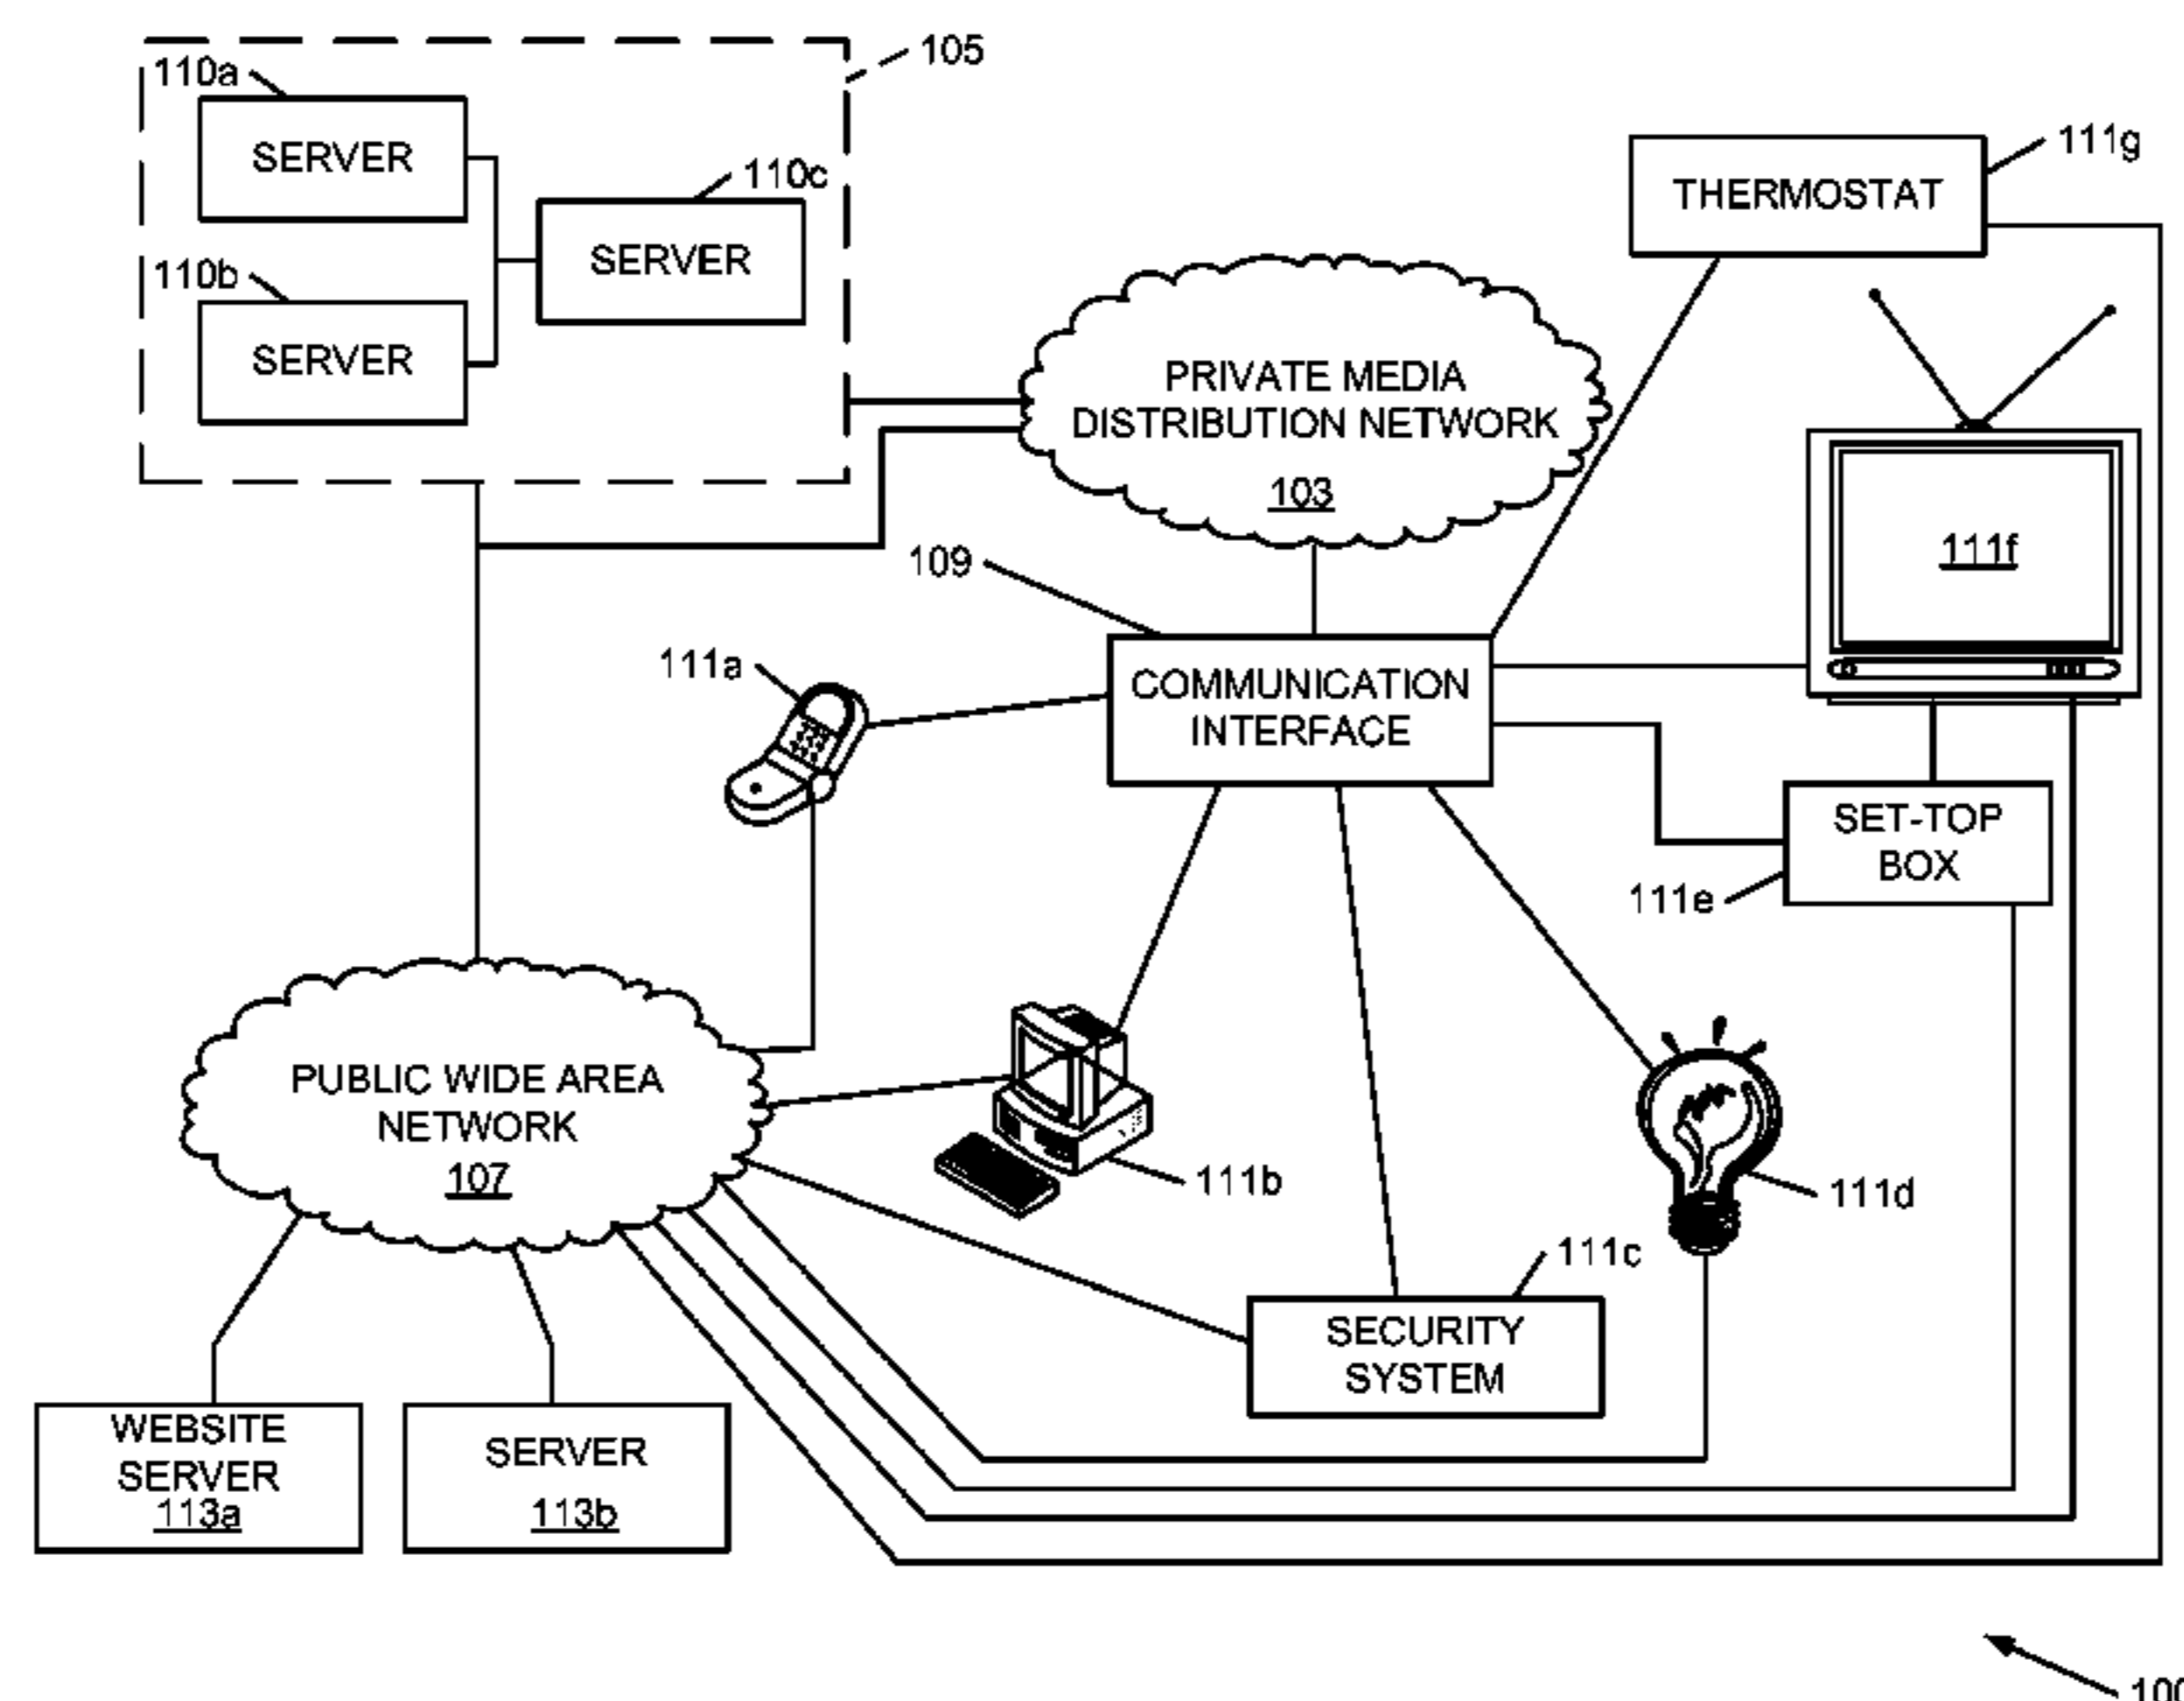 105
110a
SERVER
110c
SERVER
110b
SERVER
111g
THERMOSTAT
PRIVATE MEDIA
DISTRIBUTION NETWORK
103
111f
109
COMMUNICATION
INTERFACE
111a
SET-TOP
BOX
111e
PUBLIC WIDE AREA
NETWORK
107
111b
111d
111c
SECURITY
SYSTEM
WEBSITE
SERVER
113a
SERVER
113b